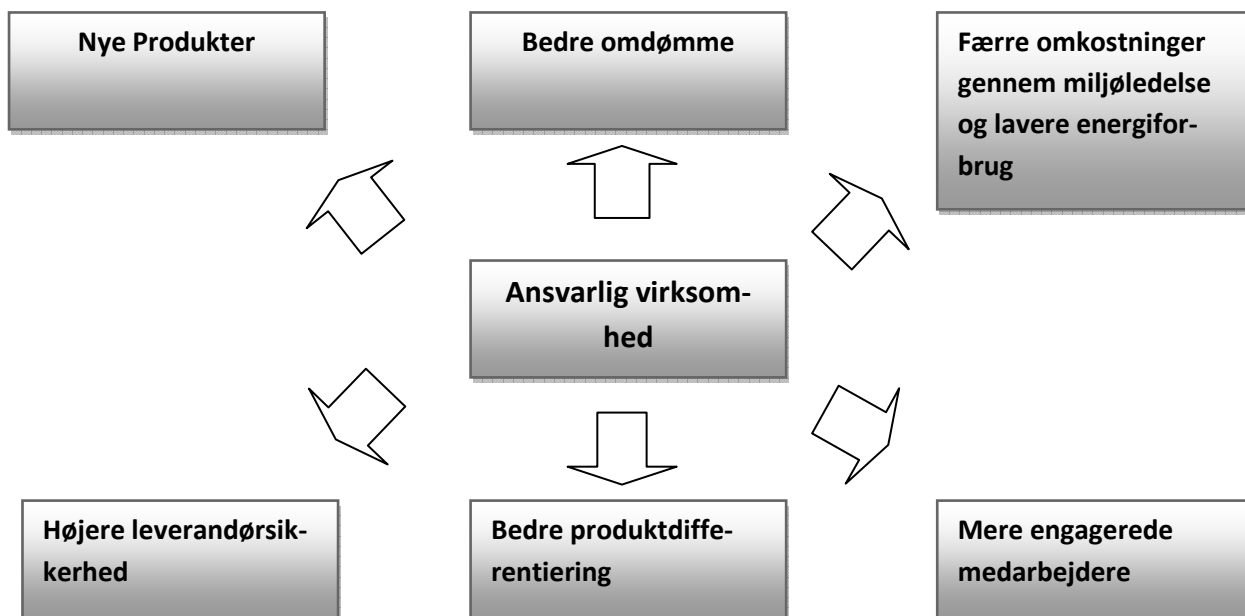 Nye Produkter
Bedre omdømme
Færre omkostninger
gennem miljøledelse
og lavere energifor-
brug
Ansvarlig virksom-
hed
Højere leverandørsik-
kerhed
Bedre produktdiffe-
rentiering
Mere engagerede
medarbejdere